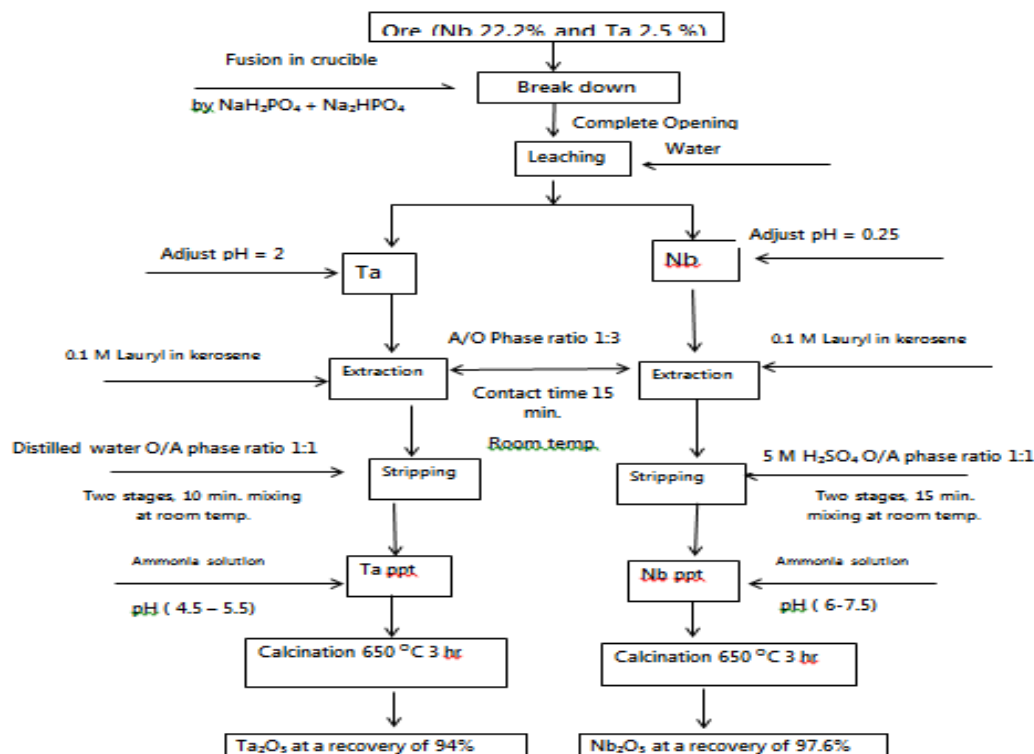 Ore (Nb 22.2% and Ta 2.5 %)
Fusion in crucible
by NaH₂PO₄ + Na₂HPO₄
Break down
Complete Opening
Leaching
Water
Adjust pH = 2
Ta
Adjust pH = 0.25
Nb
0.1 M Lauryl in kerosene
Extraction
A/O Phase ratio 1:3
Contact time 15
min.
Room temp
0.1 M Lauryl in kerosene
Extraction
Distilled water O/A phase ratio 1:1
Two stages, 10 min. mixing
at room temp.
Stripping
5 M H₂SO₄ O/A phase ratio 1:1
Two stages, 15 min.
mixing at room temp.
Stripping
Ammonia solution
pH ( 4.5 – 5.5)
Ta ppt
Ammonia solution
pH ( 6-7.5)
Nb ppt
Calcination 650 °C 3 hr
Calcination 650 °C 3 hr
Ta₂O₅ at a recovery of 94%
Nb₂O₅ at a recovery of 97.6%